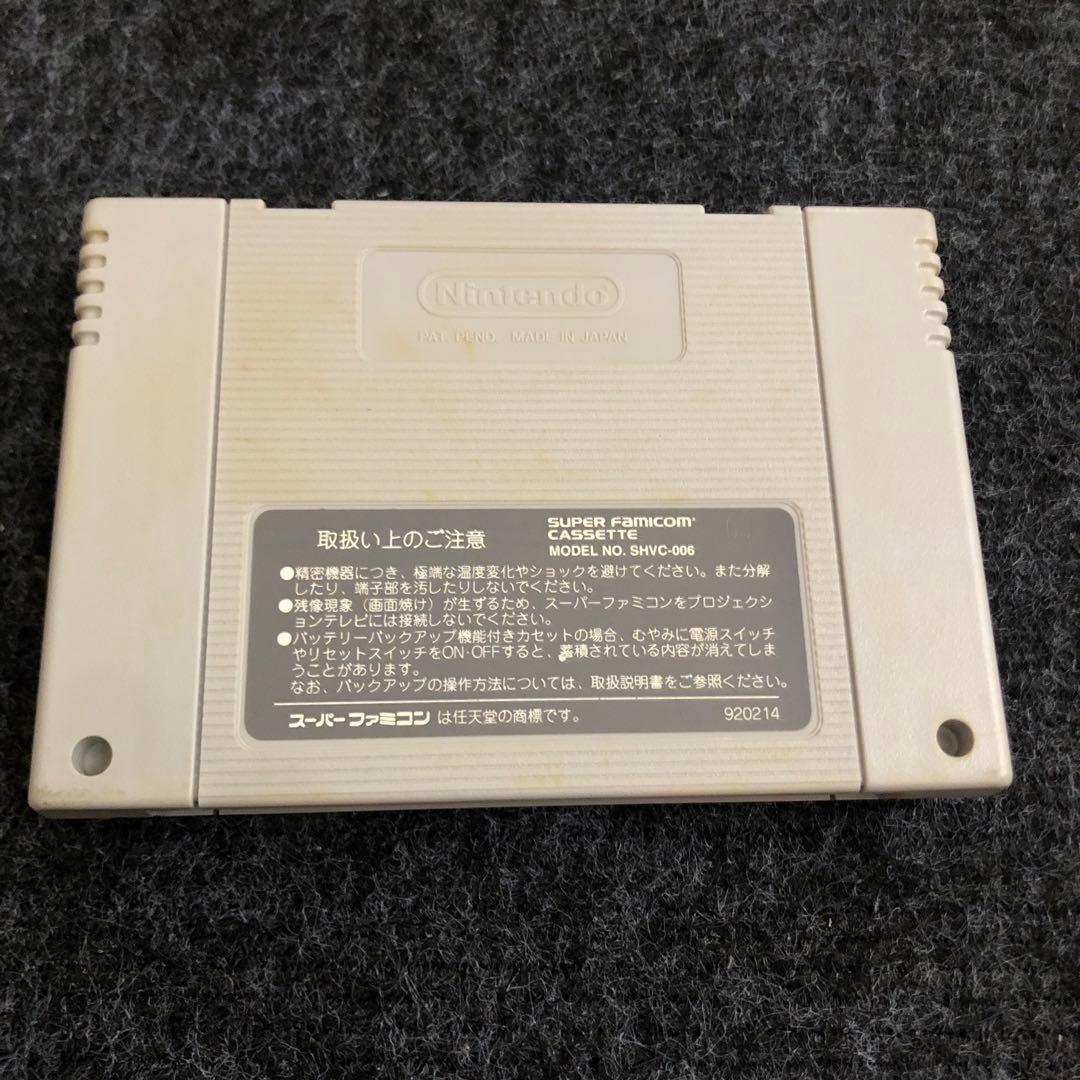 Nintendo
PAT. PEND. MADE IN JAPAN
取扱い上のご注意
SUPER FAMICOM
CASSETTE
MODEL NO. SHVC-006
●精密機器につき、極端な温度変化やショックを避けてください。また分解
したり、端子部を汚したりしないでください。
●残像現象（画面焼け）が生ずるため、スーパーファミコンをプロジェクシ
ョンテレビには接続しないでください。
●バッテリーバックアップ機能付きカセットの場合、むやみに電源スイッチ
やリセットスイッチをON・OFFすると、蓄積されている内容が消えてしま
うことがあります。
なお、バックアップの操作方法については、取扱説明書をご参照ください。
スーパーファミコン は任天堂の商標です。
920214